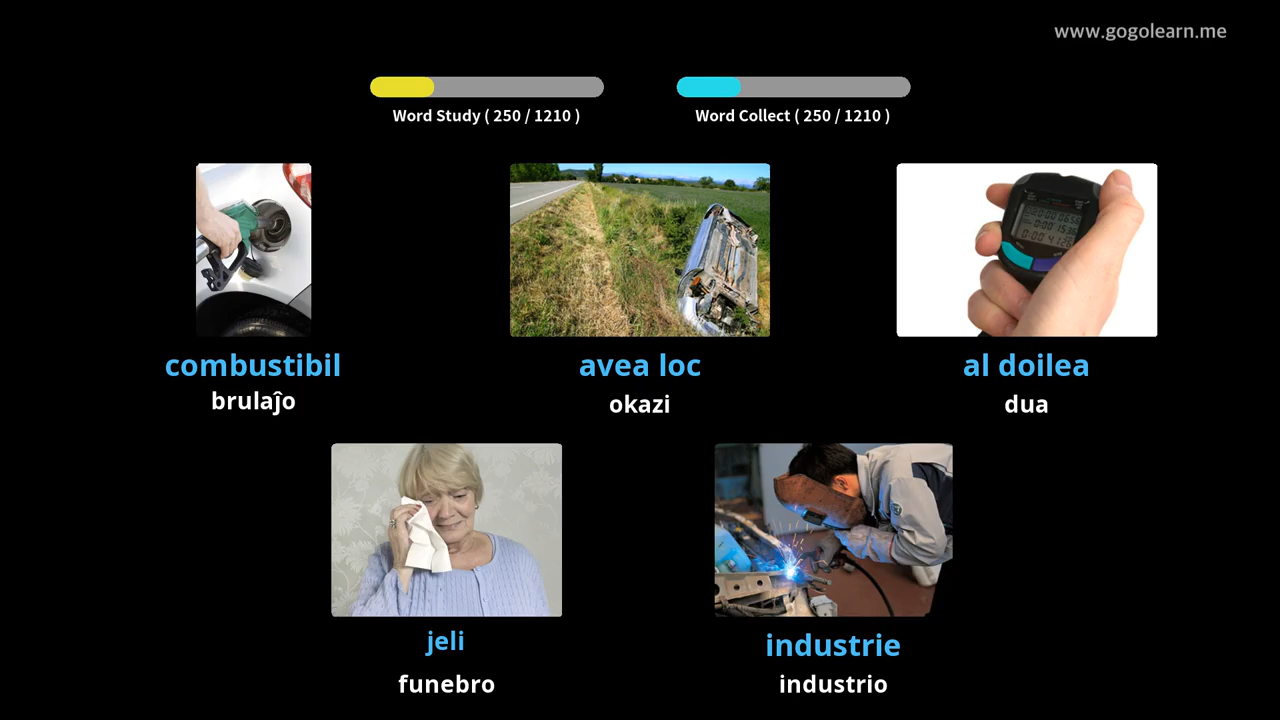 www.gogolearn.me
Word Study ( 250 / 1210 )
Word Collect ( 250 / 1210 )
combustibil
brulaĵo
avea loc
okazi
al doilea
dua
jeli
funebro
industrie
industrio